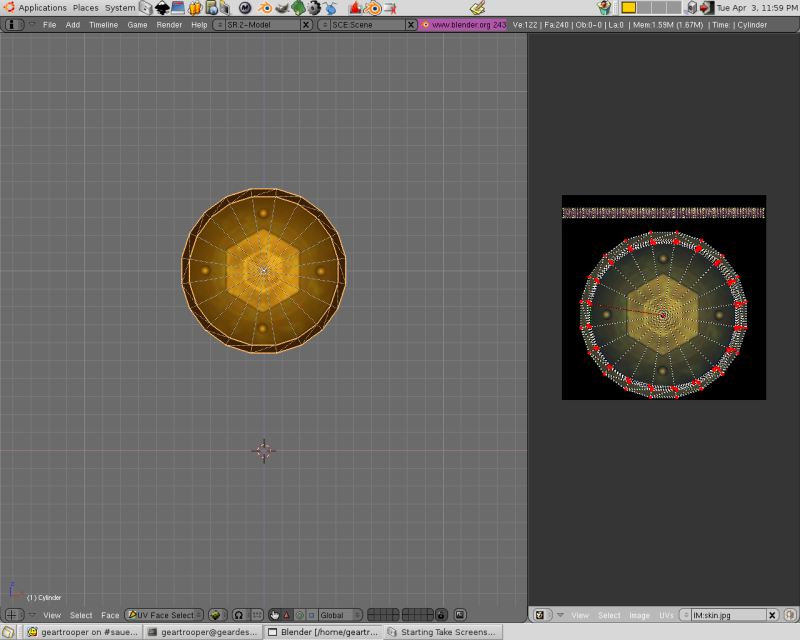 Applications Places System Tue Apr 3, 11:59 PM
File Add Timeline Game Render Help SR:2-Model X SCE:Scene X www.blender.org 243 Ve:122 | Fa:240 | Ob:0-0 | La:0 | Mem:1.59M (1.67M) | Time: | Cylinder
z
(1) Cylinder
View Select Face UV Face Select Global View Select Image UVs IM:skin.jpg X
geartrooper on #saue... geartrooper@geardes... Blender [/home/geartr... Starting Take Screens...